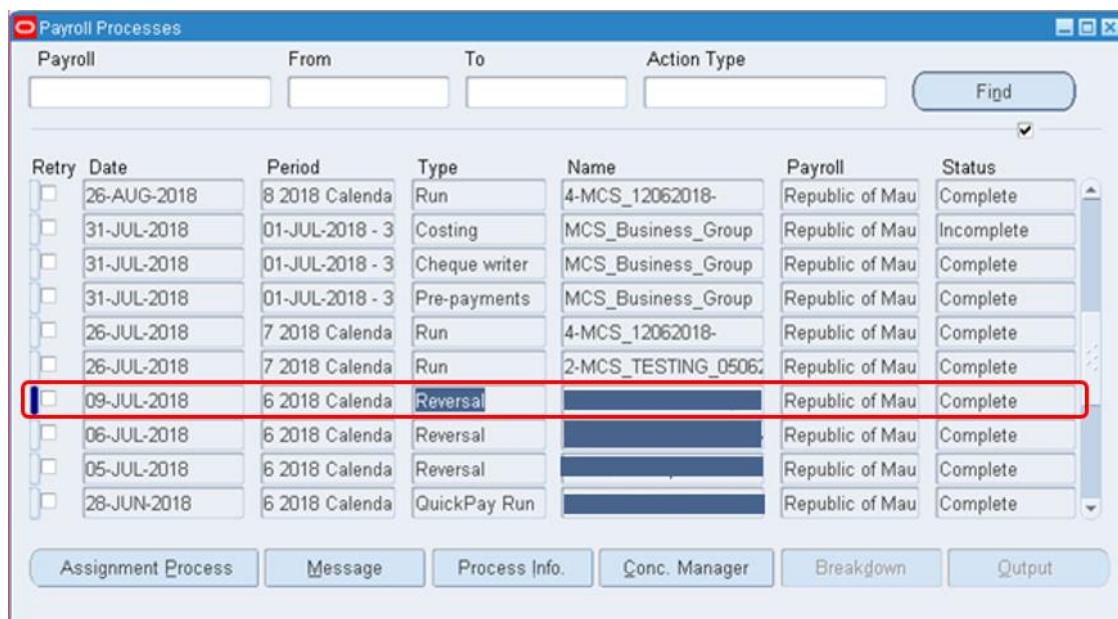 Payroll Processes
Payroll From To Action Type
Find
Retry Date Period Type Name Payroll Status
26-AUG-2018 8 2018 Calenda Run 4-MCS_12062018- Republic of Mau Complete
31-JUL-2018 01-JUL-2018 - 3 Costing MCS_Business_Group Republic of Mau Incomplete
31-JUL-2018 01-JUL-2018 - 3 Cheque writer MCS_Business_Group Republic of Mau Complete
31-JUL-2018 01-JUL-2018 - 3 Pre-payments MCS_Business_Group Republic of Mau Complete
26-JUL-2018 7 2018 Calenda Run 4-MCS_12062018- Republic of Mau Complete
26-JUL-2018 7 2018 Calenda Run 2-MCS_TESTING_05062 Republic of Mau Complete
09-JUL-2018 6 2018 Calenda Reversal Republic of Mau Complete
06-JUL-2018 6 2018 Calenda Reversal Republic of Mau Complete
05-JUL-2018 6 2018 Calenda Reversal Republic of Mau Complete
28-JUN-2018 6 2018 Calenda QuickPay Run Republic of Mau Complete
Assignment Process Message Process Info. Conc. Manager Breakdown Output